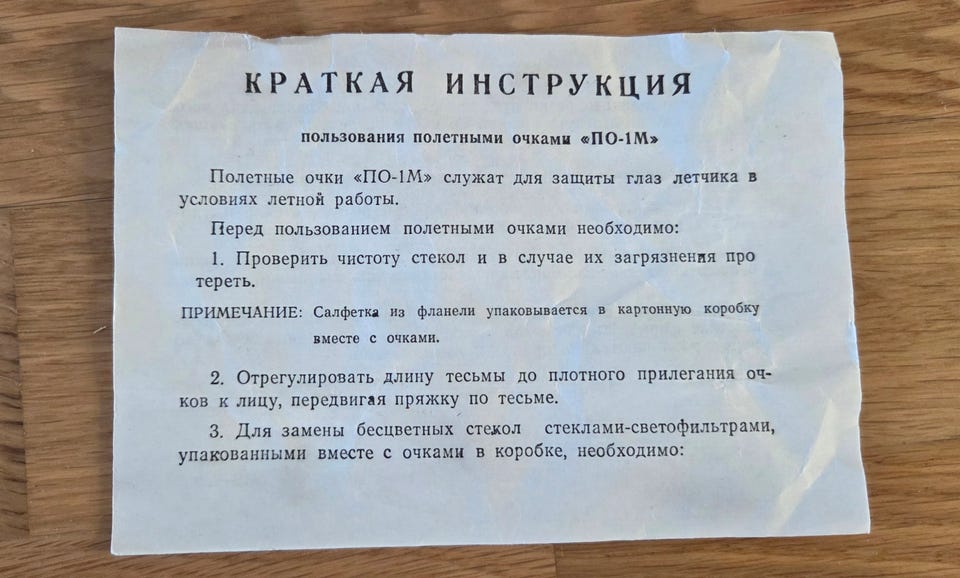 КРАТКАЯ ИНСТРУКЦИЯ
пользования полетными очками «ПО-1М»
Полетные очки «ПО-1М» служат для защиты глаз летчика в
условиях летной работы.
Перед пользованием полетными очками необходимо:
1. Проверить чистоту стекол и в случае их загрязнения про
тереть.
ПРИМЕЧАНИЕ: Салфетка из фланели упаковывается в картонную коробку
вместе с очками.
2. Отрегулировать длину тесьмы до плотного прилегания оч-
ков к лицу, передвигая пряжку по тесьме.
3. Для замены бесцветных стекол стеклами-светофильтрами,
упакованными вместе с очками в коробке, необходимо: